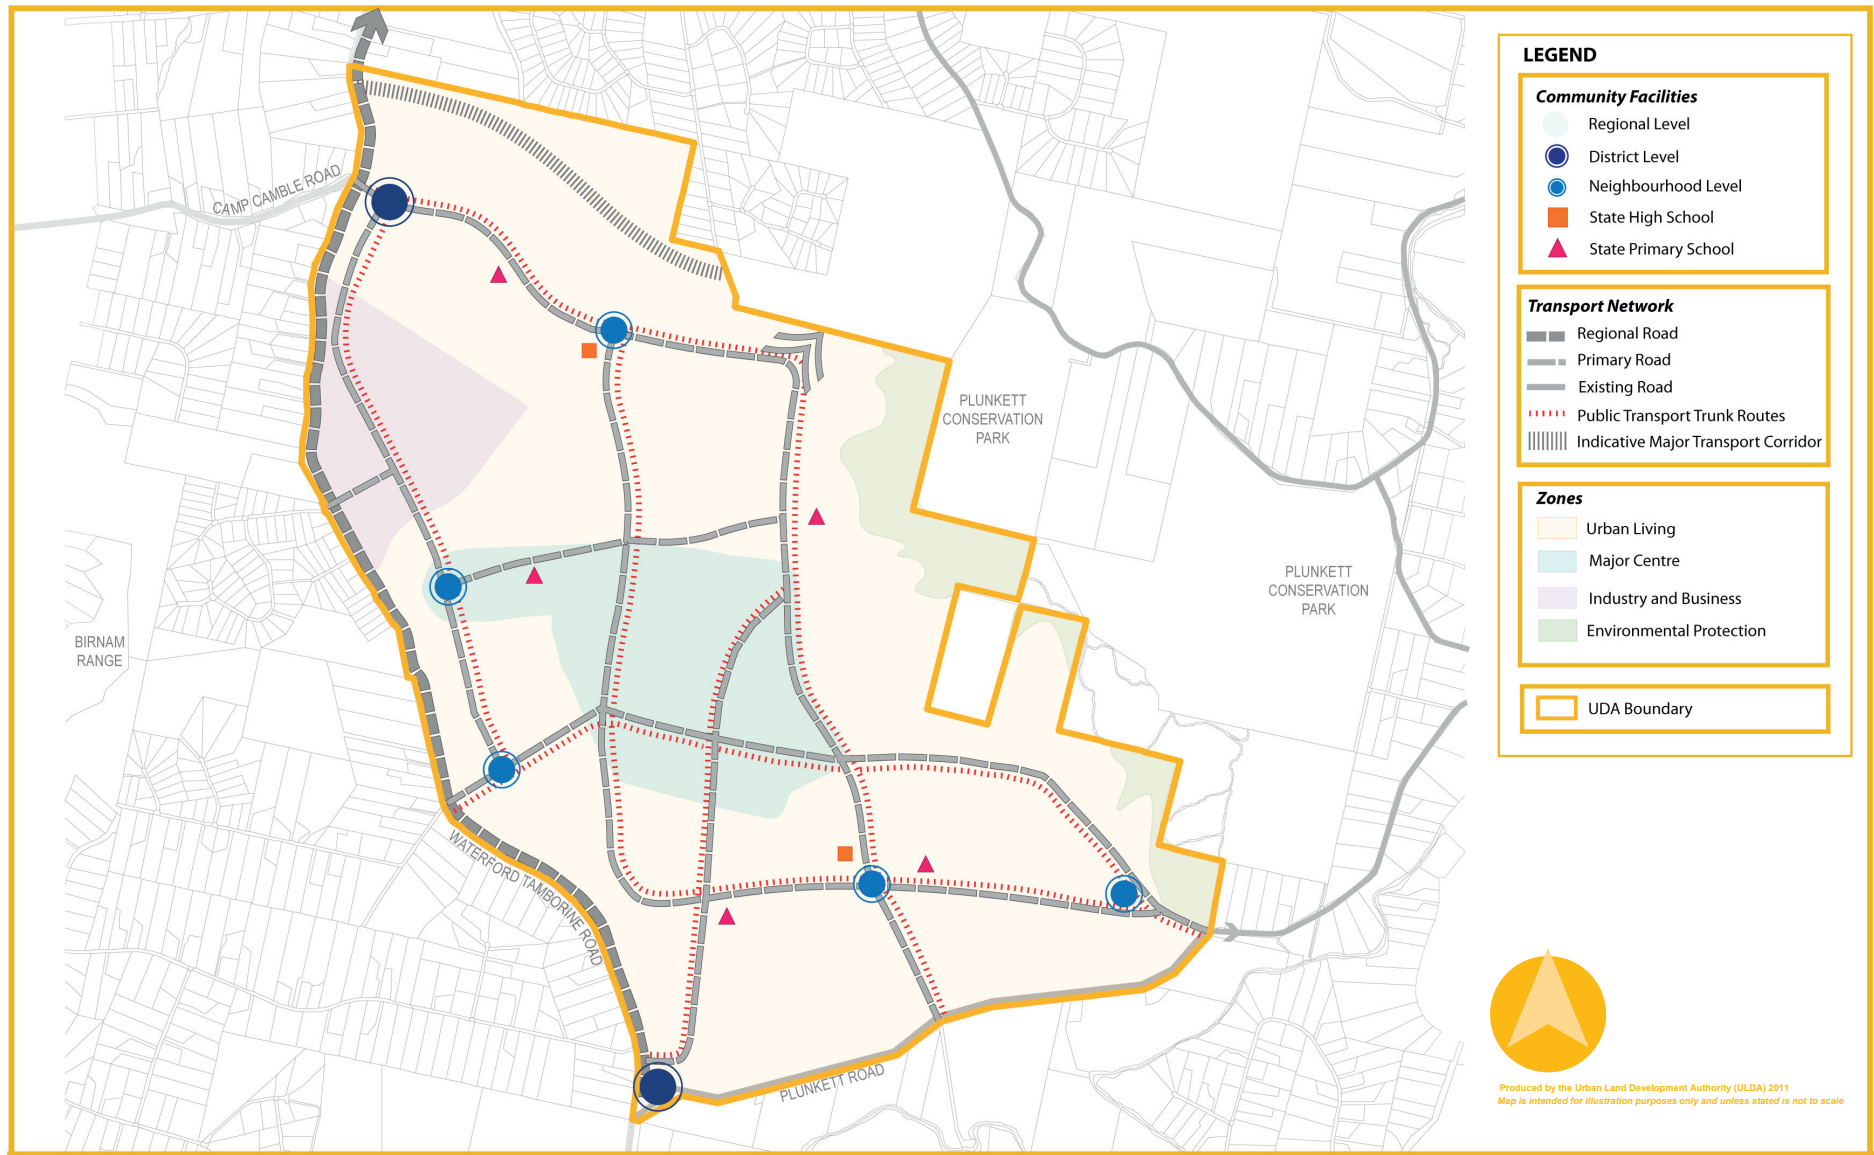 CAMP CAMBLE ROAD
PLUNKETT
CONSERVATION
PARK
PLUNKETT
CONSERVATION
PARK
BIRNAM
RANGE
WATERFORD TAMBORINE ROAD
PLUNKETT ROAD
LEGEND
Community Facilities
Regional Level
District Level
Neighbourhood Level
State High School
State Primary School
Transport Network
Regional Road
Primary Road
Existing Road
Public Transport Trunk Routes
Indicative Major Transport Corridor
Zones
Urban Living
Major Centre
Industry and Business
Environmental Protection
UDA Boundary
Produced by the Urban Land Development Authority (ULDA) 2011
Map is intended for illustration purposes only and unless stated is not to scale